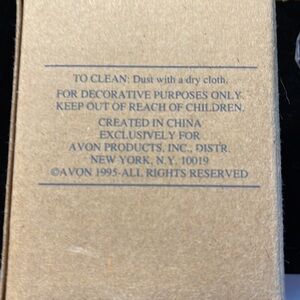 TO CLEAN: Dust with a dry cloth.
FOR DECORATIVE PURPOSES ONLY
KEEP OUT OF REACH OF CHILDREN.
CREATED IN CHINA
EXCLUSIVELY FOR
AVON PRODUCTS, INC., DISTR.
NEW YORK, N.Y. 10019
©AVON 1995-ALL RIGHTS RESERVED